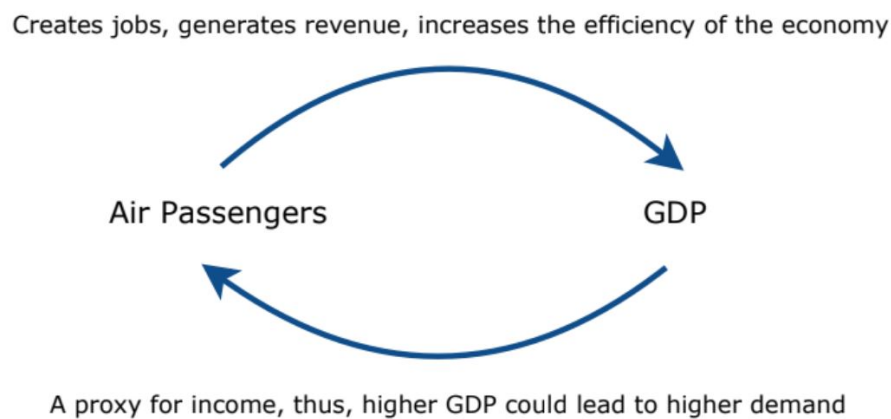 Creates jobs, generates revenue, increases the efficiency of the economy
Air Passengers
GDP
A proxy for income, thus, higher GDP could lead to higher demand